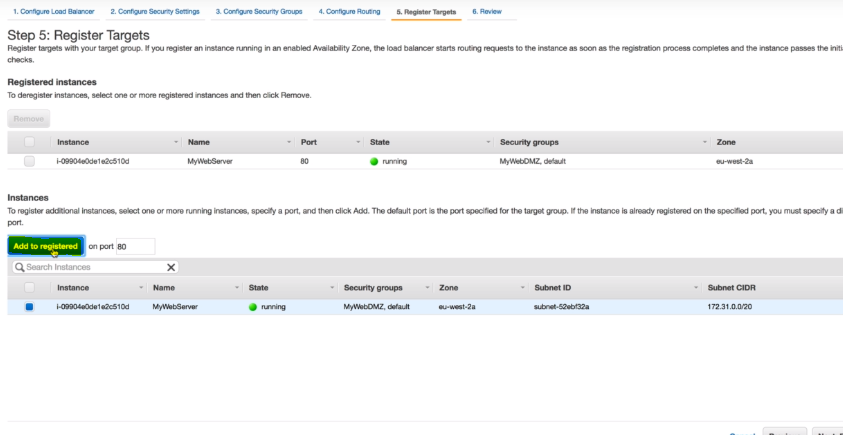 1. Configure Load Balancer 2. Configure Security Settings 3. Configure Security Groups 4. Configure Routing 5. Register Targets 6. Review
Step 5: Register Targets
Register targets with your target group. If you register an instance running in an enabled Availability Zone, the load balancer starts routing requests to the instance as soon as the registration process completes and the instance passes the
checks.
Registered instances
To deregister instances, select one or more registered instances and then click Remove.
Remove
Instance Name Port State Security groups Zone
i-09904e0de1e2c510d MyWebServer 80 running MyWebDMZ, default eu-west-2a
Instances
To register additional instances, select one or more running instances, specify a port, and then click Add. The default port is the port specified for the target group. If the instance is already registered on the specified port, you must specify a
port.
Add to registered on port 80
Search Instances
Instance Name State Security groups Zone Subnet ID Subnet CIDR
i-09904e0de1e2c510d MyWebServer running MyWebDMZ, default eu-west-2a subnet-52ebf32a 172.31.0.0/20